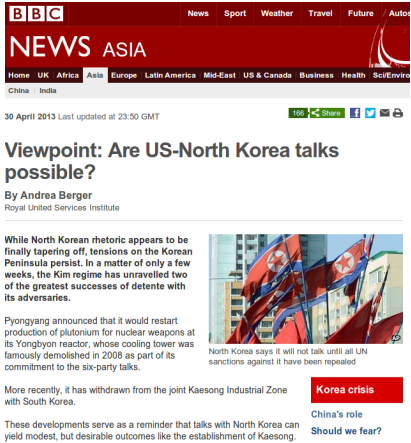 BBC
News Sport Weather Travel Future Autos
NEWS ASIA
Home UK Africa Asia Europe Latin America Mid-East US & Canada Business Health Sci/Enviro
China India
30 April 2013 Last updated at 23:50 GMT
166 Share
Viewpoint: Are US-North Korea talks
possible?
By Andrea Berger
Royal United Services Institute
While North Korean rhetoric appears to be
finally tapering off, tensions on the Korean
Peninsula persist. In a matter of only a few
weeks, the Kim regime has unravelled two
of the greatest successes of detente with
its adversaries.
Pyongyang announced that it would restart
production of plutonium for nuclear weapons at
its Yongbyon reactor, whose cooling tower was
famously demolished in 2008 as part of its
commitment to the six-party talks.
More recently, it has withdrawn from the joint Kaesong Industrial Zone
with South Korea.
These developments serve as a reminder that talks with North Korea can
yield modest, but desirable outcomes like the establishment of Kaesong.
AP
North Korea says it will not talk until all UN
sanctions against it have been repealed
Korea crisis
China's role
Should we fear?